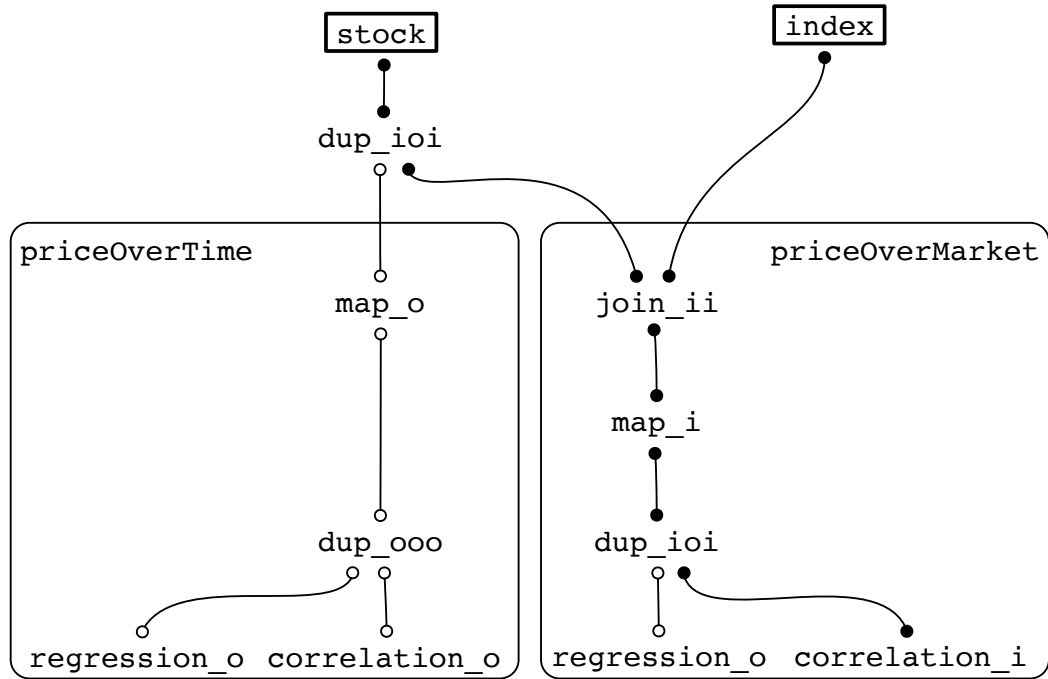 stock
index
dup_ioi
priceOverTime
priceOverMarket
map_o
join_ii
map_i
dup_ooo
dup_ioi
regression_o correlation_o
regression_o correlation_i